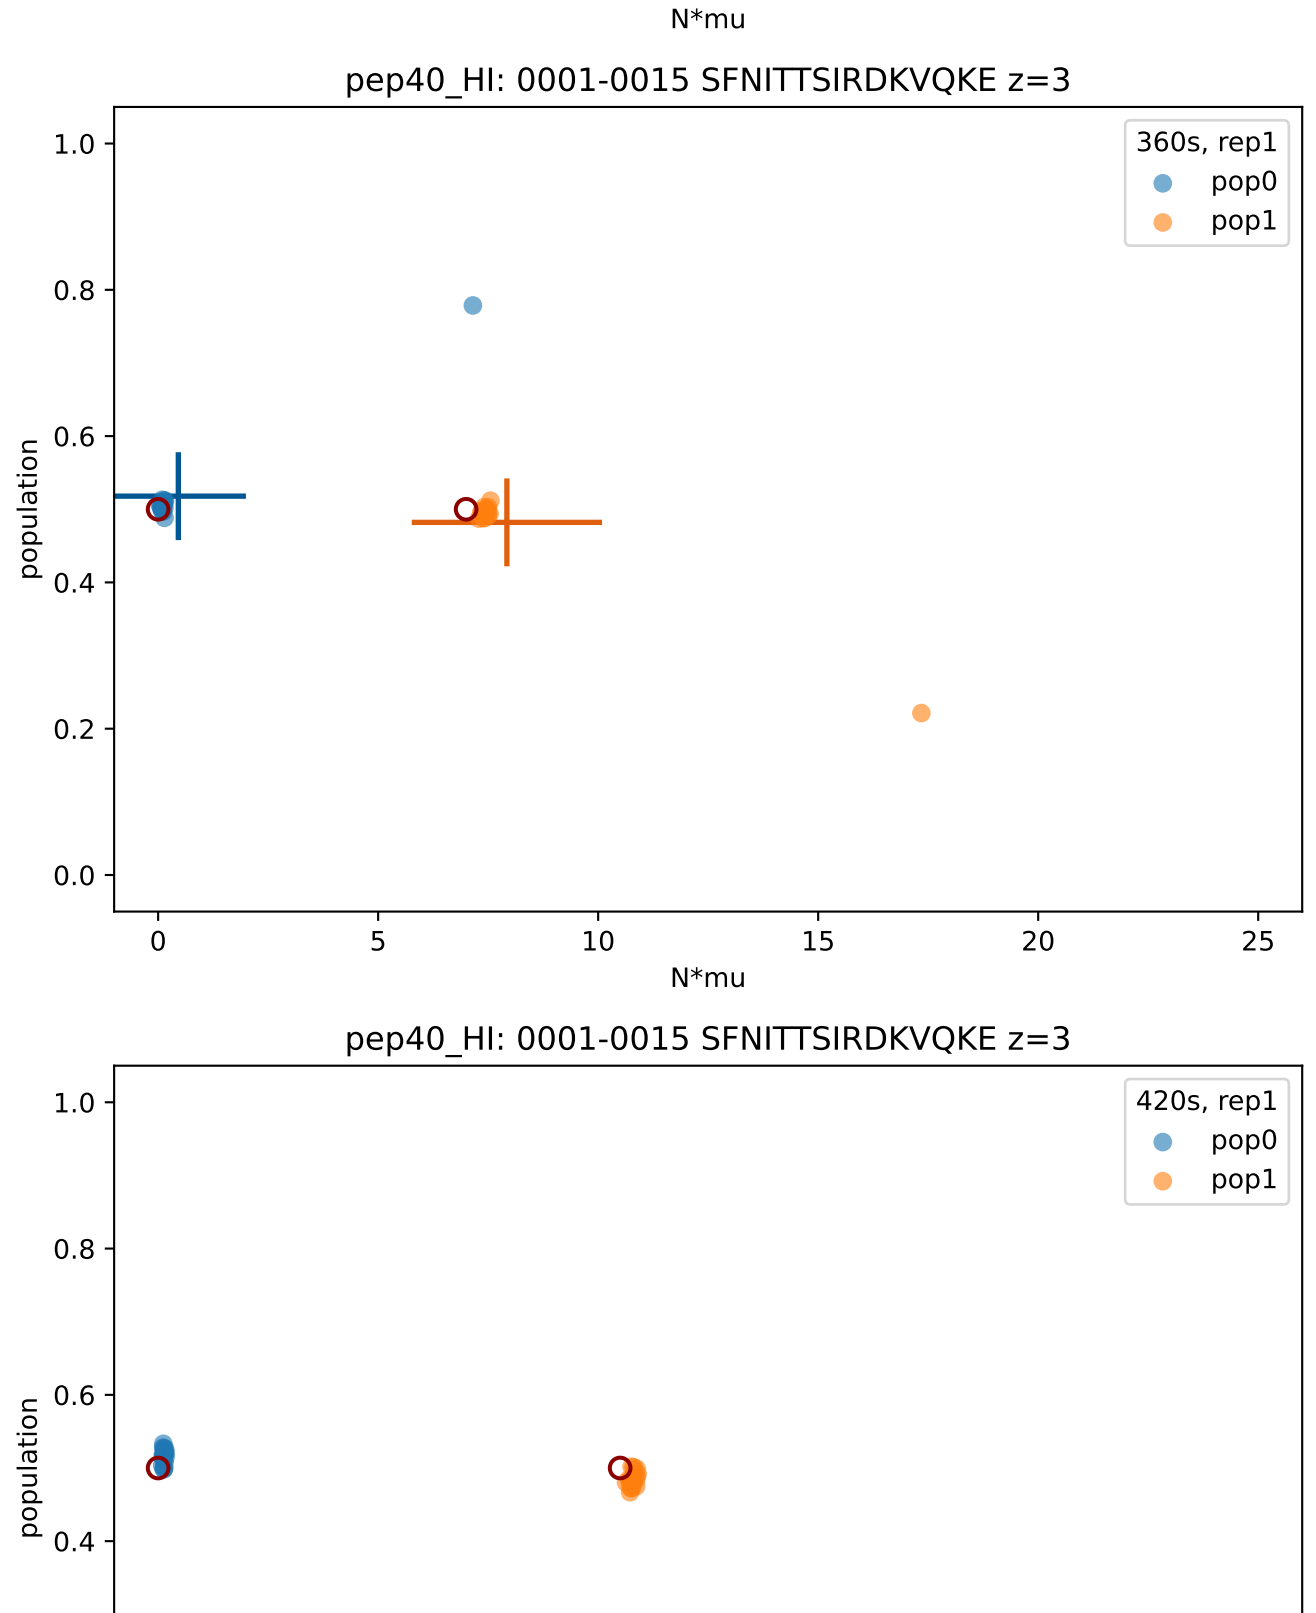 N*mu
pep40_HI: 0001-0015 SFNITTSIRDKVQKE z=3
360s, rep1
pop0
pop1
1.0
0.8
0.6
0.4
0.2
0.0
population
0 5 10 15 20 25
N*mu
pep40_HI: 0001-0015 SFNITTSIRDKVQKE z=3
420s, rep1
pop0
pop1
1.0
0.8
0.6
0.4
population